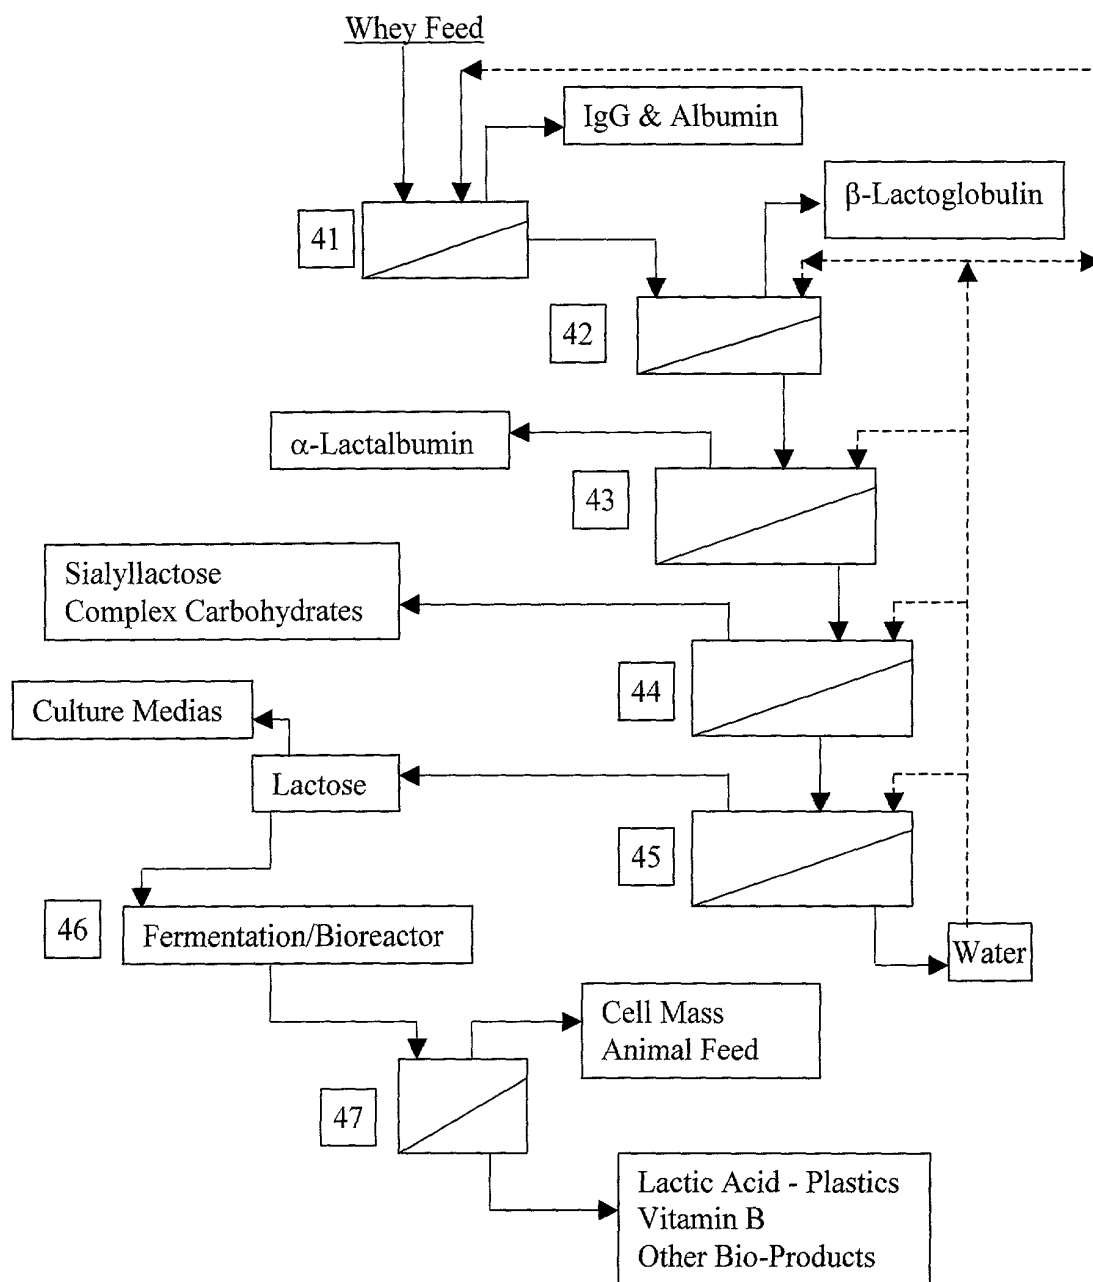 Whey Feed
IgG & Albumin
β-Lactoglobulin
41
42
α-Lactalbumin
43
Sialyllactose
Complex Carbohydrates
44
Culture Medias
Lactose
45
46
Fermentation/Bioreactor
Water
Cell Mass
Animal Feed
47
Lactic Acid - Plastics
Vitamin B
Other Bio-Products